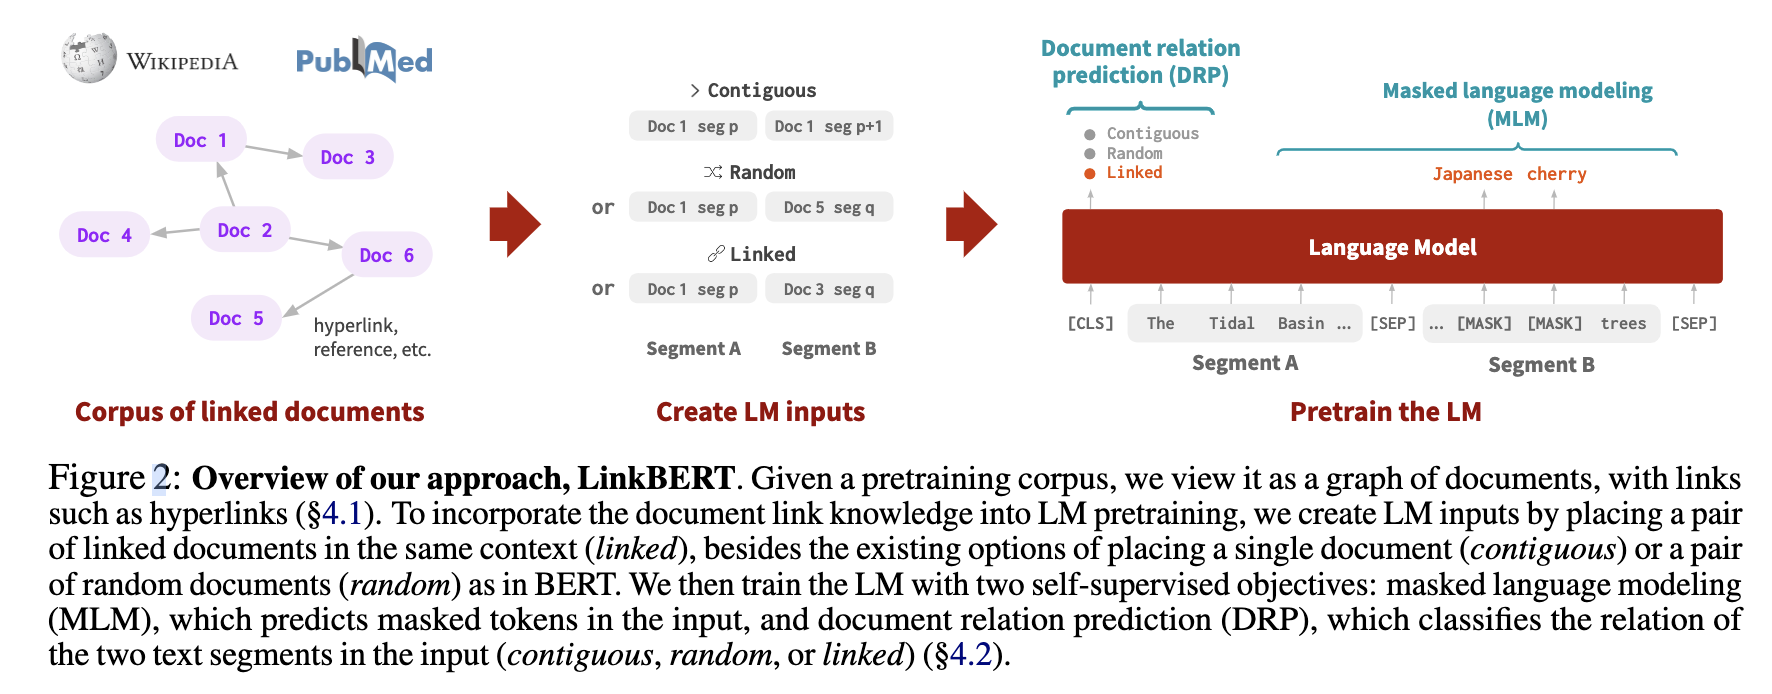 WIKIPEDIA
PubMed
Doc 1
Doc 3
Doc 4
Doc 2
Doc 6
Doc 5
hyperlink,
reference, etc.
Corpus of linked documents
Contiguous
Doc 1 seg p Doc 1 seg p+1
Random
or Doc 1 seg p Doc 5 seg q
Linked
or Doc 1 seg p Doc 3 seg q
Segment A Segment B
Create LM inputs
Document relation
prediction (DRP)
Contiguous
Random
Linked
Masked language modeling
(MLM)
Japanese cherry
Language Model
[CLS] The Tidal Basin ... [SEP] ... [MASK] [MASK] trees [SEP]
Segment A Segment B
Pretrain the LM
Figure 2: Overview of our approach, LinkBERT. Given a pretraining corpus, we view it as a graph of documents, with links
such as hyperlinks (§4.1). To incorporate the document link knowledge into LM pretraining, we create LM inputs by placing a pair
of linked documents in the same context (linked), besides the existing options of placing a single document (contiguous) or a pair
of random documents (random) as in BERT. We then train the LM with two self-supervised objectives: masked language modeling
(MLM), which predicts masked tokens in the input, and document relation prediction (DRP), which classifies the relation of
the two text segments in the input (contiguous, random, or linked) (§4.2).